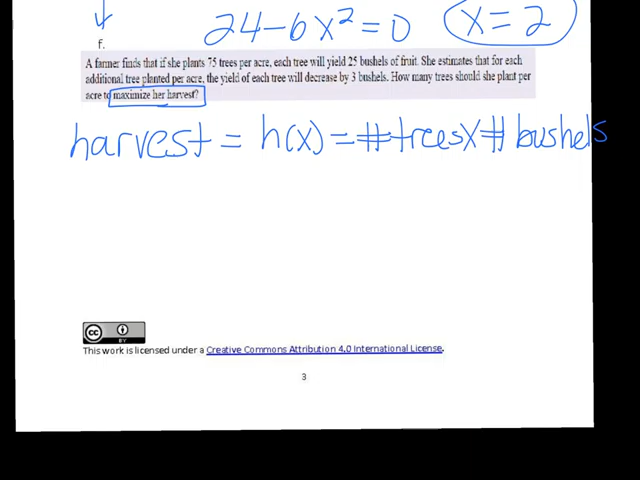 24-6x²=0 x=2
f.
A farmer finds that if she plants 75 trees per acre, each tree will yield 25 bushels of fruit. She estimates that for each
additional tree planted per acre, the yield of each tree will decrease by 3 bushels. How many trees should she plant per
acre to maximize her harvest?
harvest = h(x) = #trees x # bushels
CC BY
This work is licensed under a Creative Commons Attribution 4.0 International License.
3